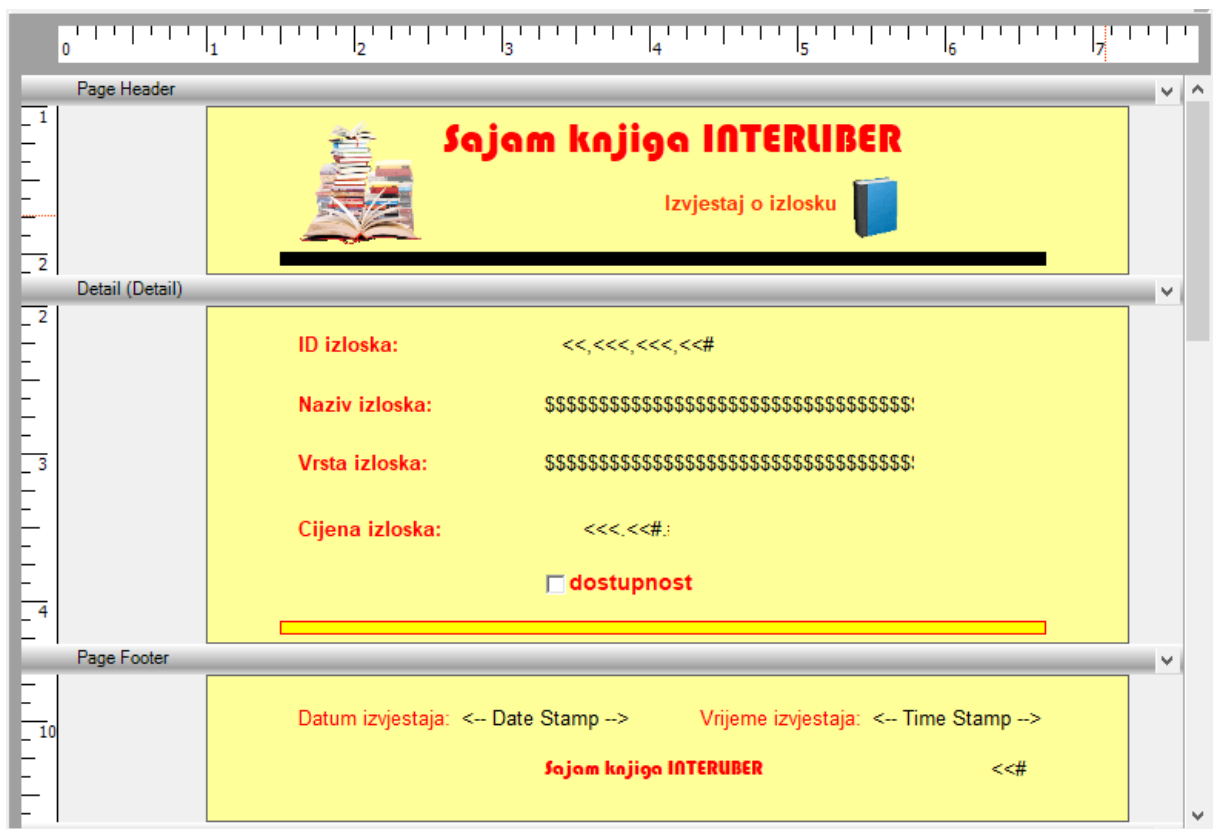 0 1 2 3 4 5 6 7
Page Header
1
Sajam knjiga INTERLIBER
Izvjestaj o izlosku
2
Detail (Detail)
2
ID izloska: <<,<<<,<<<,<<#
Naziv izloska: $$$$$$$$$$$$$$$$$$$$$$$$$$$$$$$$$$$
3
Vrsta izloska: $$$$$$$$$$$$$$$$$$$$$$$$$$$$$$$$$$$
Cijena izloska: <<<.<<#.
dostupnost
4
Page Footer
Datum izvjestaja: <-- Date Stamp --> Vrijeme izvjestaja: <-- Time Stamp -->
10
Sajam knjiga INTERLIBER <<#